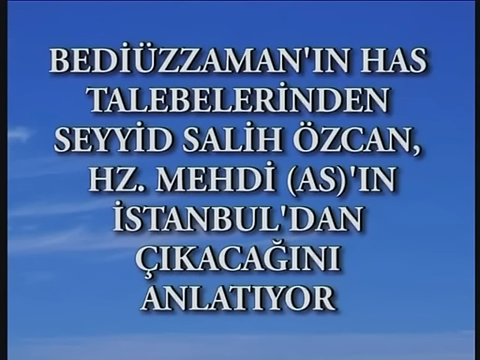 BEDİÜZZAMAN'IN HAS
TALEBELERİNDEN
SEYYİD SALİH ÖZCAN,
HZ. MEHDİ (AS)'IN
İSTANBUL'DAN
ÇIKACAĞINI
ANLATIYOR